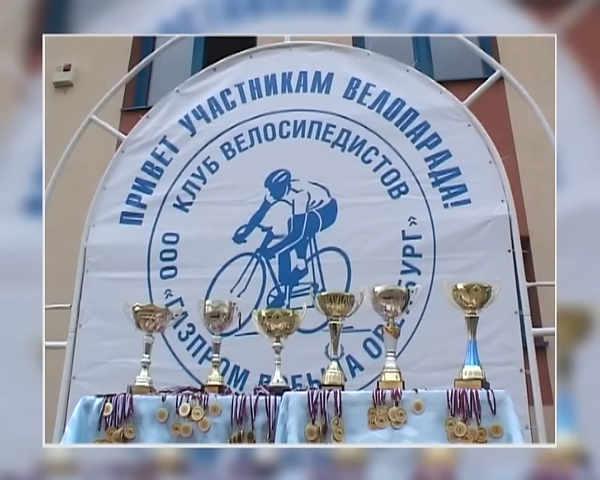 ПРИВЕТ УЧАСТНИКАМ ВЕЛОПАРАДА!
КЛУБ ВЕЛОСИПЕДИСТОВ
ООО «ГАЗПРОМ